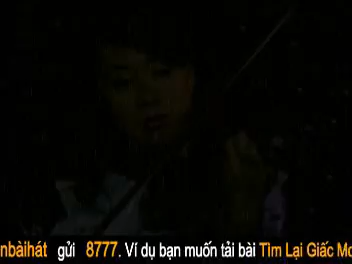 nbàihát gửi 8777. Ví dụ bạn muốn tải bài Tìm Lại Giấc Mơ